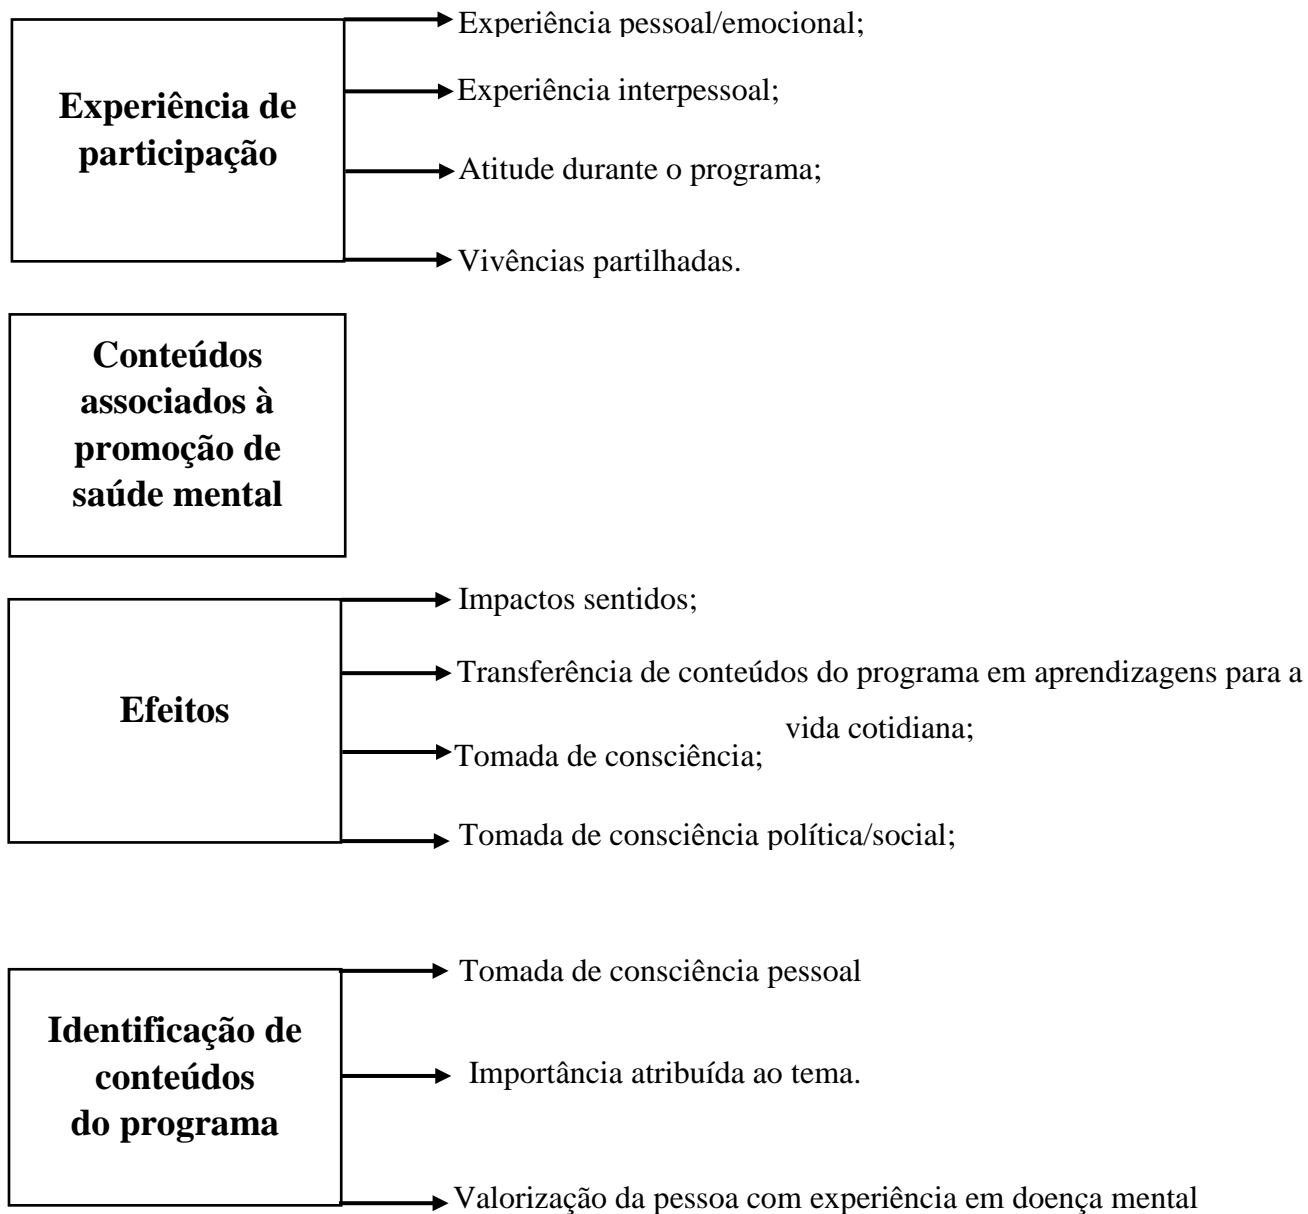 Experiência de
participação
Experiência pessoal/emocional;
Experiência interpessoal;
Atitude durante o programa;
Vivências partilhadas.
Conteúdos
associados à
promoção de
saúde mental
Efeitos
Impactos sentidos;
Transferência de conteúdos do programa em aprendizagens para a
vida cotidiana;
Tomada de consciência;
Tomada de consciência política/social;
Identificação de
conteúdos
do programa
Tomada de consciência pessoal
Importância atribuída ao tema.
Valorização da pessoa com experiência em doença mental